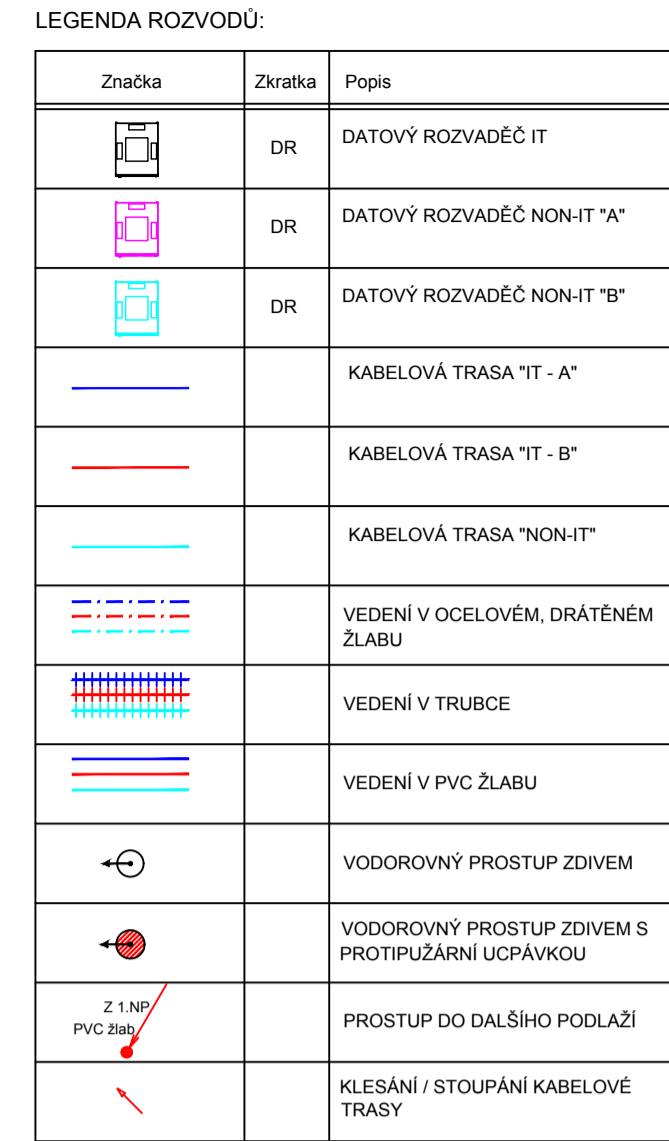 LEGENDA ROZVODŮ:
Značka Zkratka Popis
DR DATOVÝ ROZVADĚČ IT
DR DATOVÝ ROZVADĚČ NON-IT "A"
DR DATOVÝ ROZVADĚČ NON-IT "B"
KABELOVÁ TRASA "IT - A"
KABELOVÁ TRASA "IT - B"
KABELOVÁ TRASA "NON-IT"
VEDENÍ V OCELOVÉM, DRÁTĚNÉM
ŽLABU
VEDENÍ V TRUBCE
VEDENÍ V PVC ŽLABU
VODOROVNÝ PROSTUP ZDIVEM
VODOROVNÝ PROSTUP ZDIVEM S
PROTIPUŽÁRNÍ UCPÁVKOU
Z 1.NP
PVC žlab
PROSTUP DO DALŠÍHO PODLAŽÍ
KLESÁNÍ / STOUPÁNÍ KABELOVÉ
TRASY